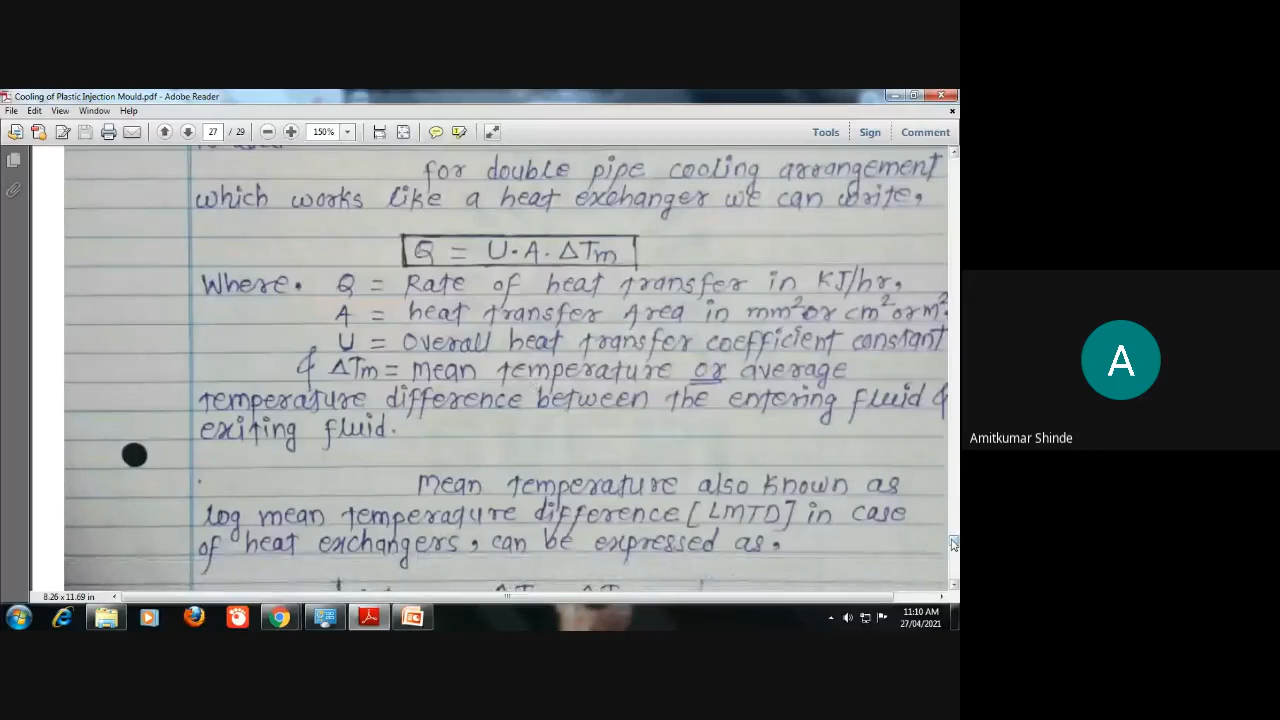 Cooling of Plastic Injection Mould.pdf - Adobe Reader
File Edit View Window Help
27 / 29 150% Tools Sign Comment
for double pipe cooling arrangement
which works like a heat exchanger we can write,
Q = U·A·ΔTm
Where. Q = Rate of heat transfer in KJ/hr,
A = heat transfer Area in mm² or cm² or m².
U = Overall heat transfer coefficient constant
& ΔTm = Mean temperature or average
temperature difference between the entering fluid &
exiting fluid.
Mean temperature also known as
log mean temperature difference [LMTD] in case
of heat exchangers, can be expressed as,
8.26 x 11.69 in
11:10 AM
27/04/2021
A
Amitkumar Shinde